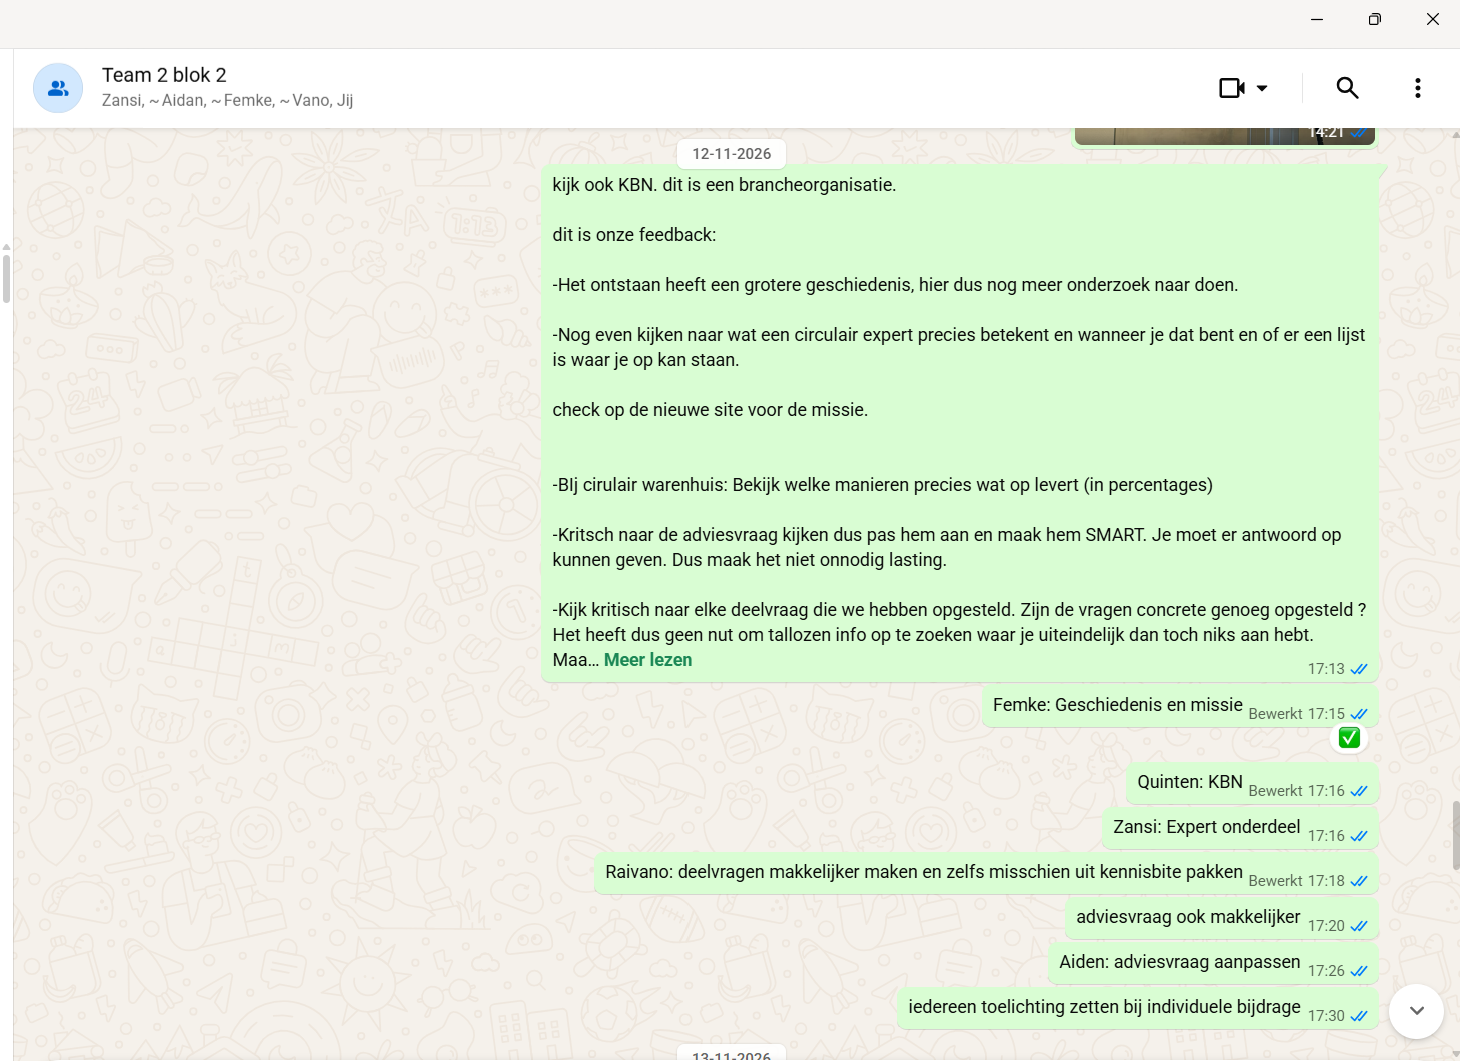 Team 2 blok 2
Zansi, ~Aidan, ~Femke, ~Vano, Jij
14:21
12-11-2026
kijk ook KBN. dit is een brancheorganisatie.
dit is onze feedback:
-Het ontstaan heeft een grotere geschiedenis, hier dus nog meer onderzoek naar doen.
-Nog even kijken naar wat een circulair expert precies betekent en wanneer je dat bent en of er een lijst
is waar je op kan staan.
check op de nieuwe site voor de missie.
-BIj cirulair warenhuis: Bekijk welke manieren precies wat op levert (in percentages)
-Kritsch naar de adviesvraag kijken dus pas hem aan en maak hem SMART. Je moet er antwoord op
kunnen geven. Dus maak het niet onnodig lasting.
-Kijk kritisch naar elke deelvraag die we hebben opgesteld. Zijn de vragen concrete genoeg opgesteld ?
Het heeft dus geen nut om tallozen info op te zoeken waar je uiteindelijk dan toch niks aan hebt.
Maa... Meer lezen
17:13
Femke: Geschiedenis en missie Bewerkt 17:15
Quinten: KBN Bewerkt 17:16
Zansi: Expert onderdeel 17:16
Raivano: deelvragen makkelijker maken en zelfs misschien uit kennisbite pakken Bewerkt 17:18
adviesvraag ook makkelijker 17:20
Aiden: adviesvraag aanpassen 17:26
iedereen toelichting zetten bij individuele bijdrage 17:30
13-11-2026